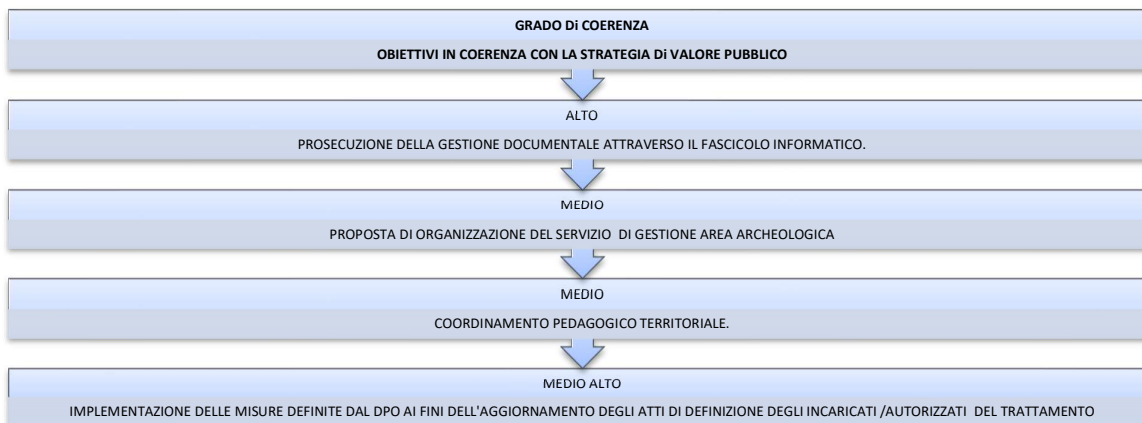 GRADO Di COERENZA
OBIETTIVI IN COERENZA CON LA STRATEGIA Di VALORE PUBBLICO
ALTO
PROSECUZIONE DELLA GESTIONE DOCUMENTALE ATTRAVERSO IL FASCICOLO INFORMATICO.
MEDIO
PROPOSTA DI ORGANIZZAZIONE DEL SERVIZIO DI GESTIONE AREA ARCHEOLOGICA
MEDIO
COORDINAMENTO PEDAGOGICO TERRITORIALE.
MEDIO ALTO
IMPLEMENTAZIONE DELLE MISURE DEFINITE DAL DPO AI FINI DELL'AGGIORNAMENTO DEGLI ATTI DI DEFINIZIONE DEGLI INCARICATI /AUTORIZZATI DEL TRATTAMENTO